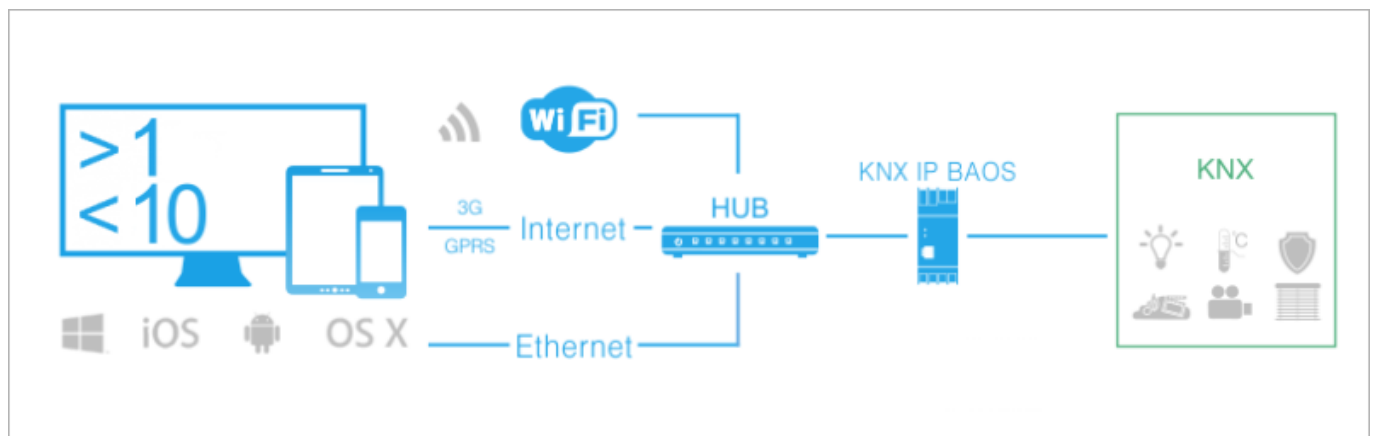 > 1
< 10
iOS
OS X
WiFi
3G
GPRS
Internet
Ethernet
HUB
KNX IP BAOS
KNX
°C